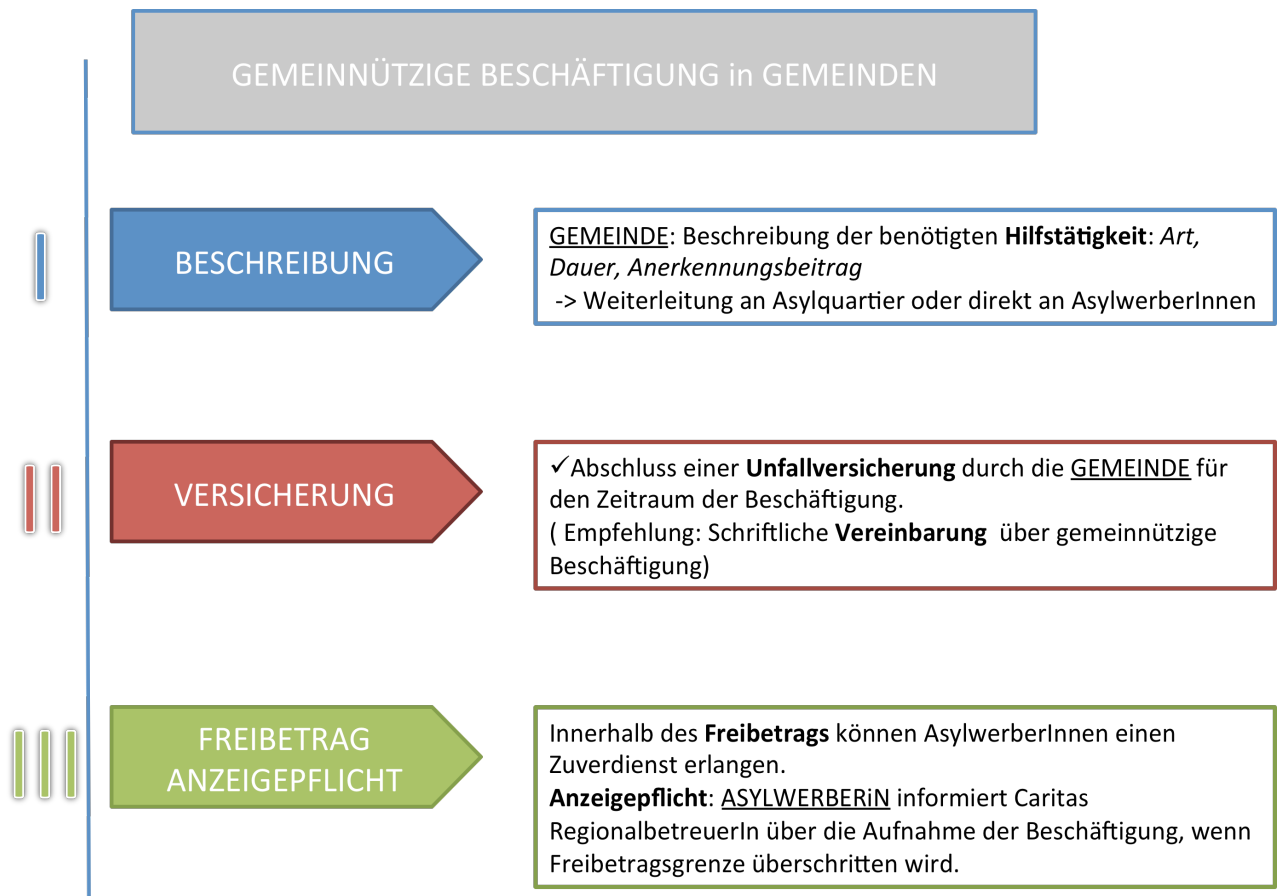 GEMEINNÜTZIGE BESCHÄFTIGUNG in GEMEINDEN
I
BESCHREIBUNG
GEMEINDE: Beschreibung der benötigten Hilfstätigkeit: Art,
Dauer, Anerkennungsbeitrag
-> Weiterleitung an Asylquartier oder direkt an AsylwerberInnen
II
VERSICHERUNG
✓Abschluss einer Unfallversicherung durch die GEMEINDE für
den Zeitraum der Beschäftigung.
( Empfehlung: Schriftliche Vereinbarung über gemeinnützige
Beschäftigung)
III
FREIBETRAG
ANZEIGEPFLICHT
Innerhalb des Freibetrags können AsylwerberInnen einen
Zuverdienst erlangen.
Anzeigepflicht: ASYLWERBERiN informiert Caritas
RegionalbetreuerIn über die Aufnahme der Beschäftigung, wenn
Freibetragsgrenze überschritten wird.